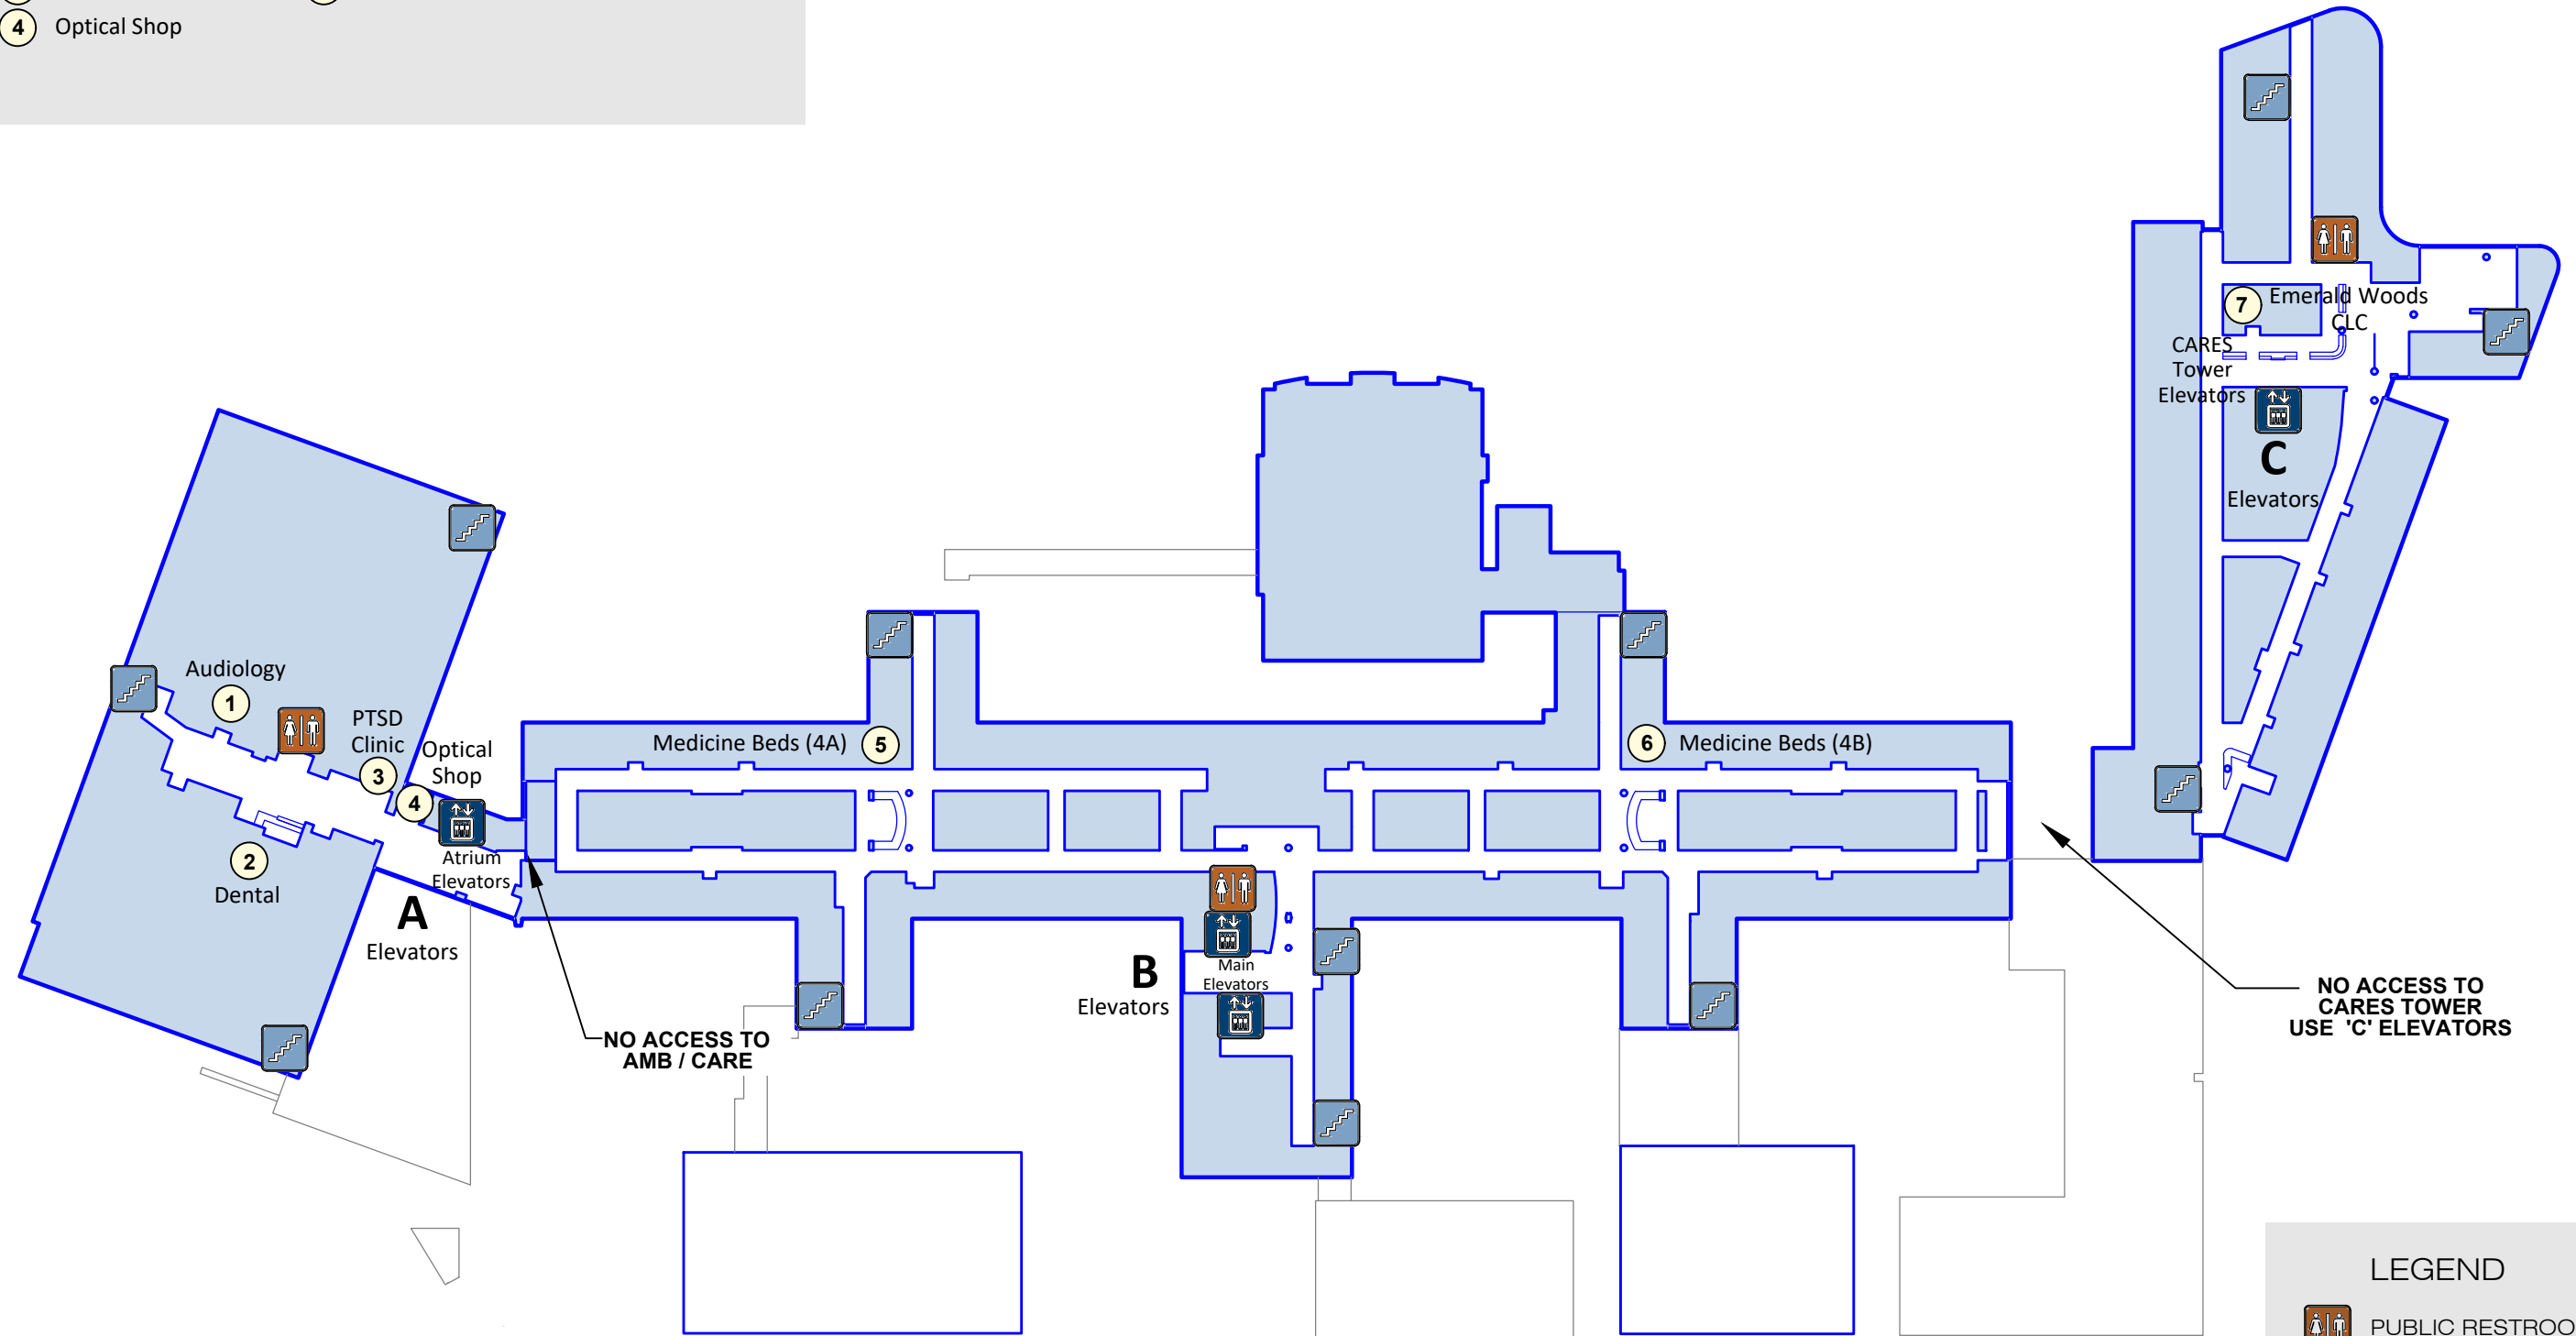 4 Optical Shop
7 Emerald Woods
CLC
CARES
Tower
Elevators
C
Elevators
Audiology
1
PTSD
Clinic
3
Optical
Shop
4
Atrium
Elevators
2
Dental
A
Elevators
Medicine Beds (4A) 5
6 Medicine Beds (4B)
Main
Elevators
B
Elevators
NO ACCESS TO
AMB / CARE
NO ACCESS TO
CARES TOWER
USE 'C' ELEVATORS
LEGEND
PUBLIC RESTROO